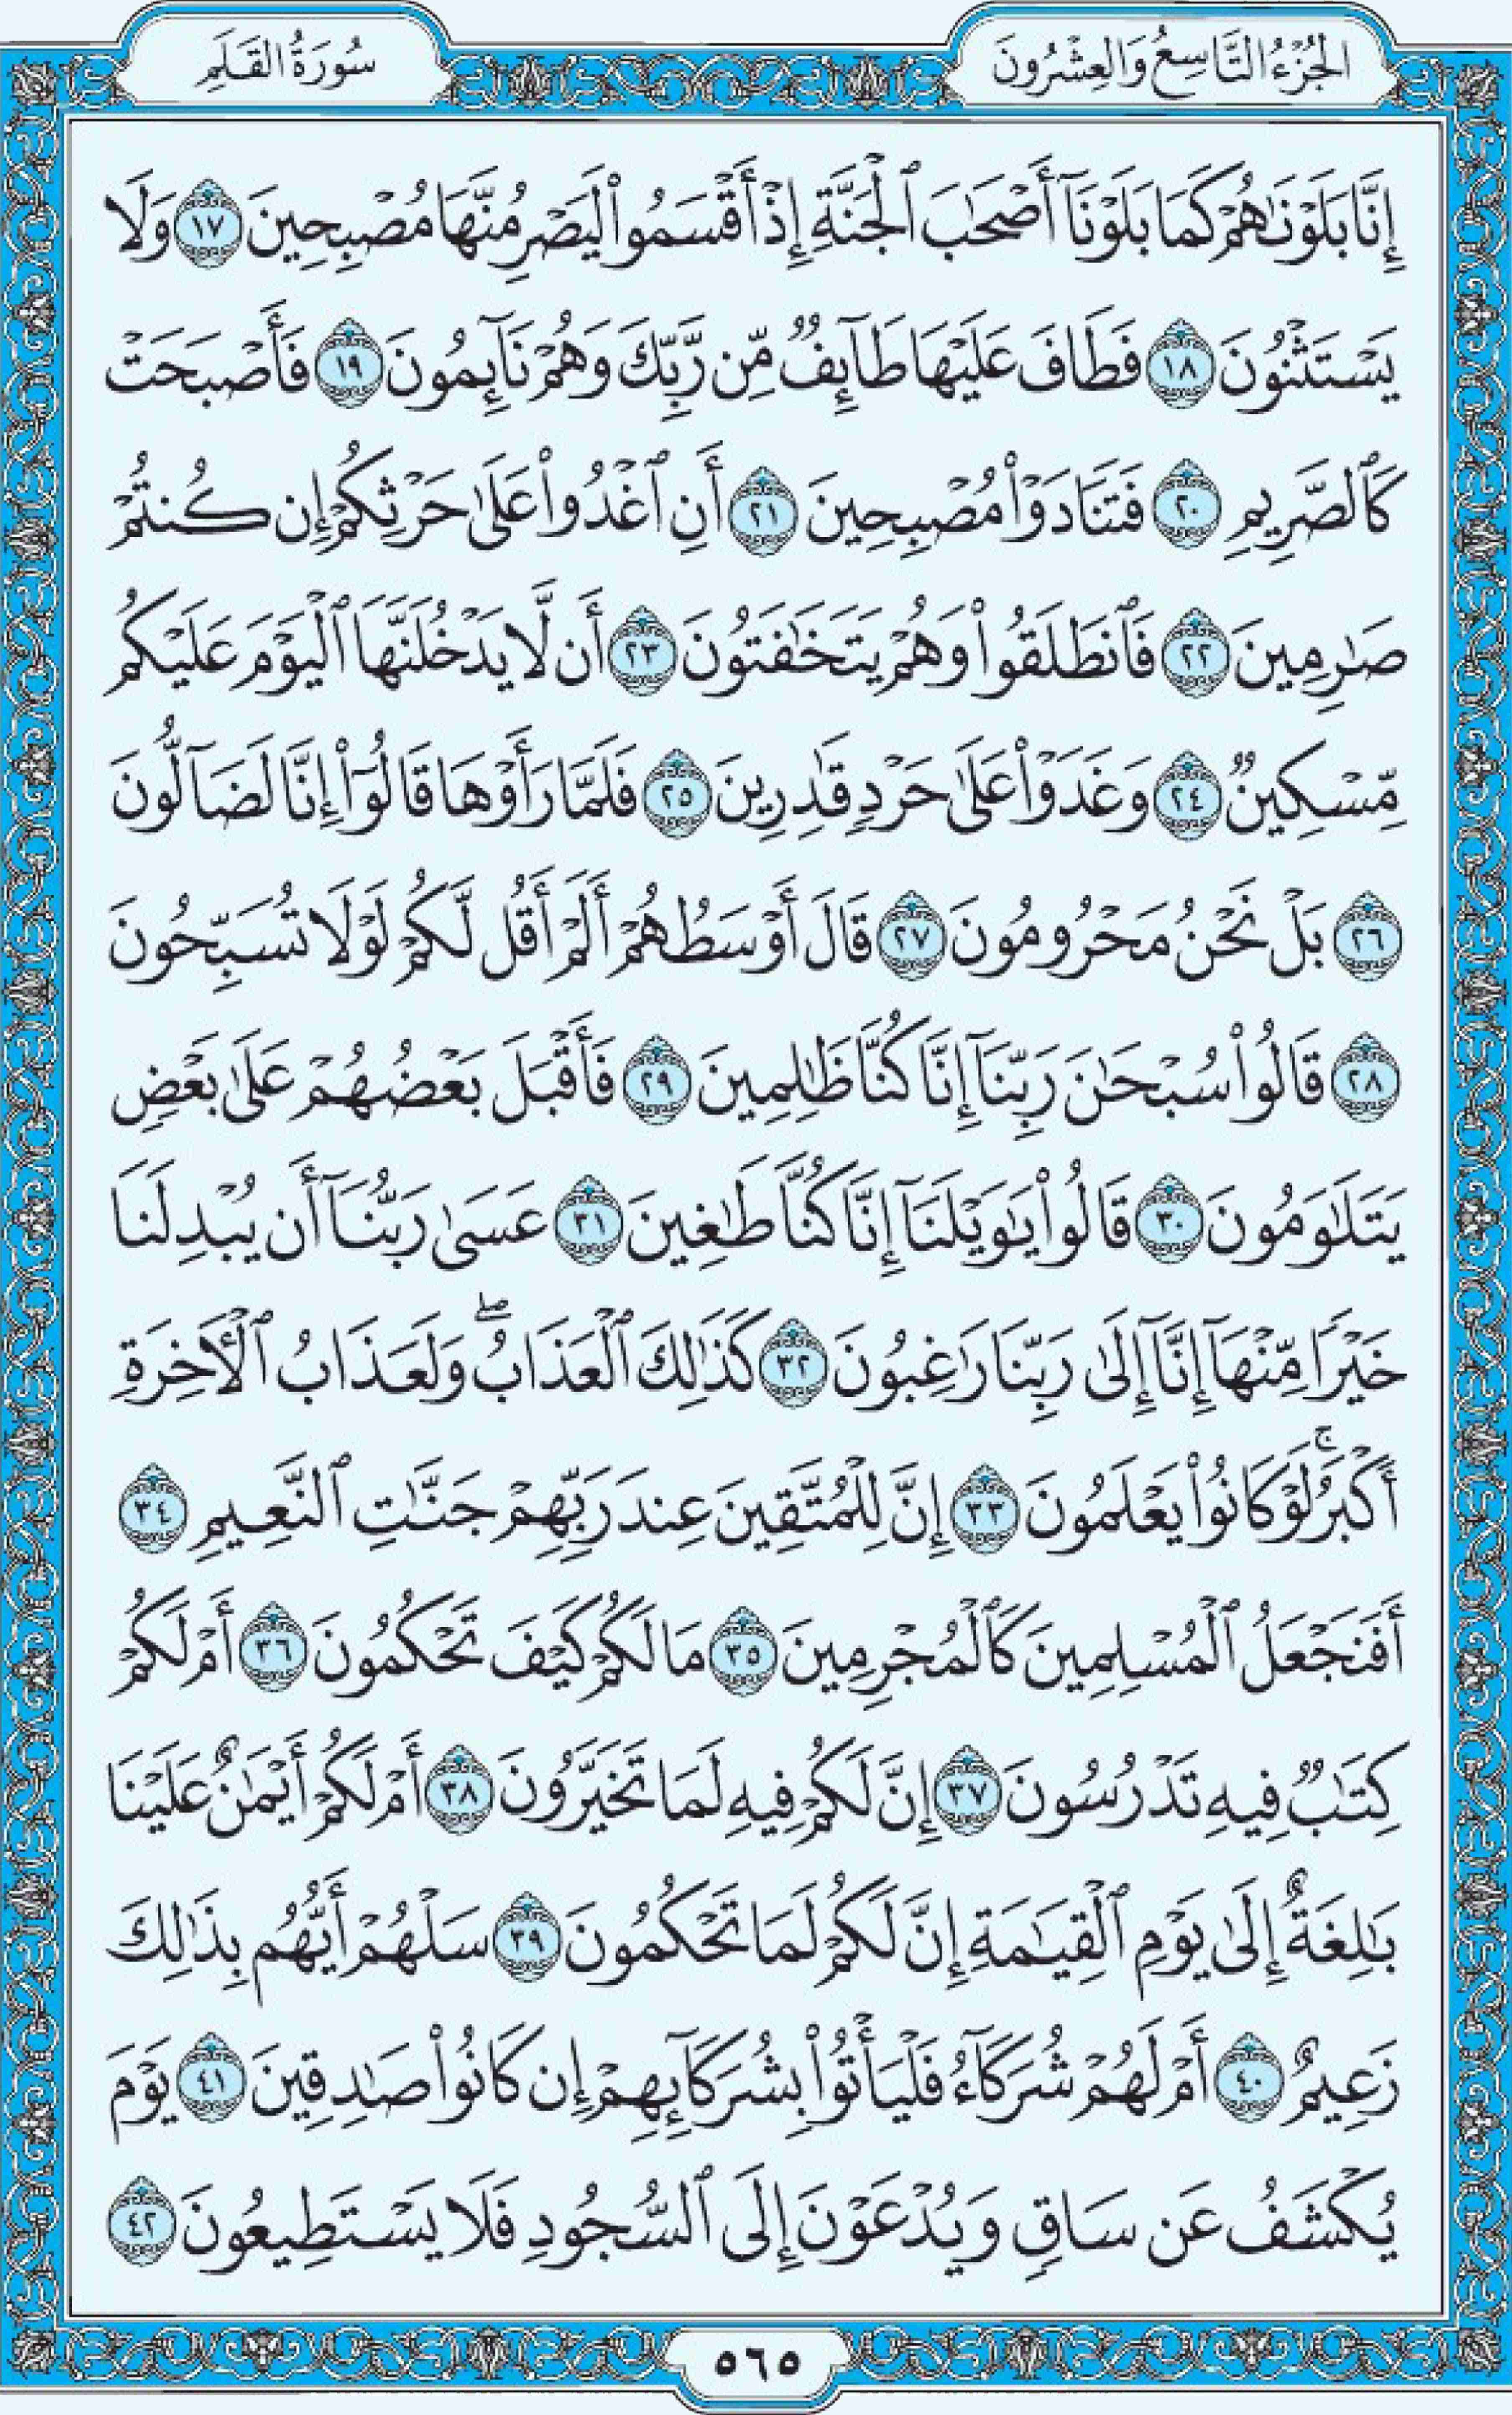 الجُزْءُ التَّاسِعُ وَالعِشْرُونَ
سُورَةُ القَلَمِ
إِنَّا بَلَوْنَٰهُمْ كَمَا بَلَوْنَآ أَصْحَٰبَ ٱلْجَنَّةِ إِذْ أَقْسَمُوا۟ لَيَصْرِمُنَّهَا مُصْبِحِينَ ١٧ وَلَا
يَسْتَثْنُونَ ١٨ فَطَافَ عَلَيْهَا طَآئِفٌ مِّن رَّبِّكَ وَهُمْ نَآئِمُونَ ١٩ فَأَصْبَحَتْ
كَٱلصَّرِيمِ ٢٠ فَتَنَادَوْا۟ مُصْبِحِينَ ٢١ أَنِ ٱغْدُوا۟ عَلَىٰ حَرْثِكُمْ إِن كُنتُمْ
صَٰرِمِينَ ٢٢ فَٱنطَلَقُوا۟ وَهُمْ يَتَخَٰفَتُونَ ٢٣ أَن لَّا يَدْخُلَنَّهَا ٱلْيَوْمَ عَلَيْكُم
مِّسْكِينٌ ٢٤ وَغَدَوْا۟ عَلَىٰ حَرْدٍ قَٰدِرِينَ ٢٥ فَلَمَّا رَأَوْهَا قَالُوٓا۟ إِنَّا لَضَآلُّونَ
٢٦ بَلْ نَحْنُ مَحْرُومُونَ ٢٧ قَالَ أَوْسَطُهُمْ أَلَمْ أَقُل لَّكُمْ لَوْلَا تُسَبِّحُونَ
٢٨ قَالُوا۟ سُبْحَٰنَ رَبِّنَآ إِنَّا كُنَّا ظَٰلِمِينَ ٢٩ فَأَقْبَلَ بَعْضُهُمْ عَلَىٰ بَعْضٍ
يَتَلَٰوَمُونَ ٣٠ قَالُوا۟ يَٰوَيْلَنَآ إِنَّا كُنَّا طَٰغِينَ ٣١ عَسَىٰ رَبُّنَآ أَن يُبْدِلَنَا
خَيْرًا مِّنْهَآ إِنَّآ إِلَىٰ رَبِّنَا رَٰغِبُونَ ٣٢ كَذَٰلِكَ ٱلْعَذَابُ ۖ وَلَعَذَابُ ٱلْءَاخِرَةِ
أَكْبَرُ ۚ لَوْ كَانُوا۟ يَعْلَمُونَ ٣٣ إِنَّ لِلْمُتَّقِينَ عِندَ رَبِّهِمْ جَنَّٰتِ ٱلنَّعِيمِ ٣٤
أَفَنَجْعَلُ ٱلْمُسْلِمِينَ كَٱلْمُجْرِمِينَ ٣٥ مَا لَكُمْ كَيْفَ تَحْكُمُونَ ٣٦ أَمْ لَكُمْ
كِتَٰبٌ فِيهِ تَدْرُسُونَ ٣٧ إِنَّ لَكُمْ فِيهِ لَمَا تَخَيَّرُونَ ٣٨ أَمْ لَكُمْ أَيْمَٰنٌ عَلَيْنَا
بَٰلِغَةٌ إِلَىٰ يَوْمِ ٱلْقِيَٰمَةِ إِنَّ لَكُمْ لَمَا تَحْكُمُونَ ٣٩ سَلْهُمْ أَيُّهُم بِذَٰلِكَ
زَعِيمٌ ٤٠ أَمْ لَهُمْ شُرَكَآءُ فَلْيَأْتُوا۟ بِشُرَكَآئِهِمْ إِن كَانُوا۟ صَٰدِقِينَ ٤١ يَوْمَ
يُكْشَفُ عَن سَاقٍ وَيُدْعَوْنَ إِلَى ٱلسُّجُودِ فَلَا يَسْتَطِيعُونَ ٤٢
٥٦٥